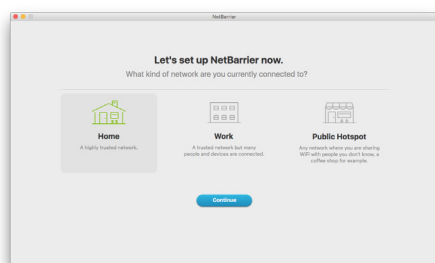 NetBarrier
Let's set up NetBarrier now.
What kind of network are you currently connected to?
Home
A highly trusted network.
Work
A trusted network but many
people and devices are connected.
Public Hotspot
Any network where you are sharing
WiFi with people you don't know, a
coffee shop for example.
Continue